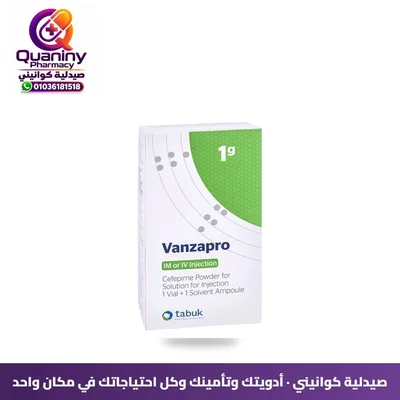 Quaniny
Pharmacy
صيدلية كوانيني
01036181518
1g
Vanzapro
IM or IV Injection
Cefepime Powder for
Solution for Injection
1 Vial + 1 Solvent Ampoule
tabuk
صيدلية كوانيني · أدويتك وتأمينك وكل احتياجاتك في مكان واحد